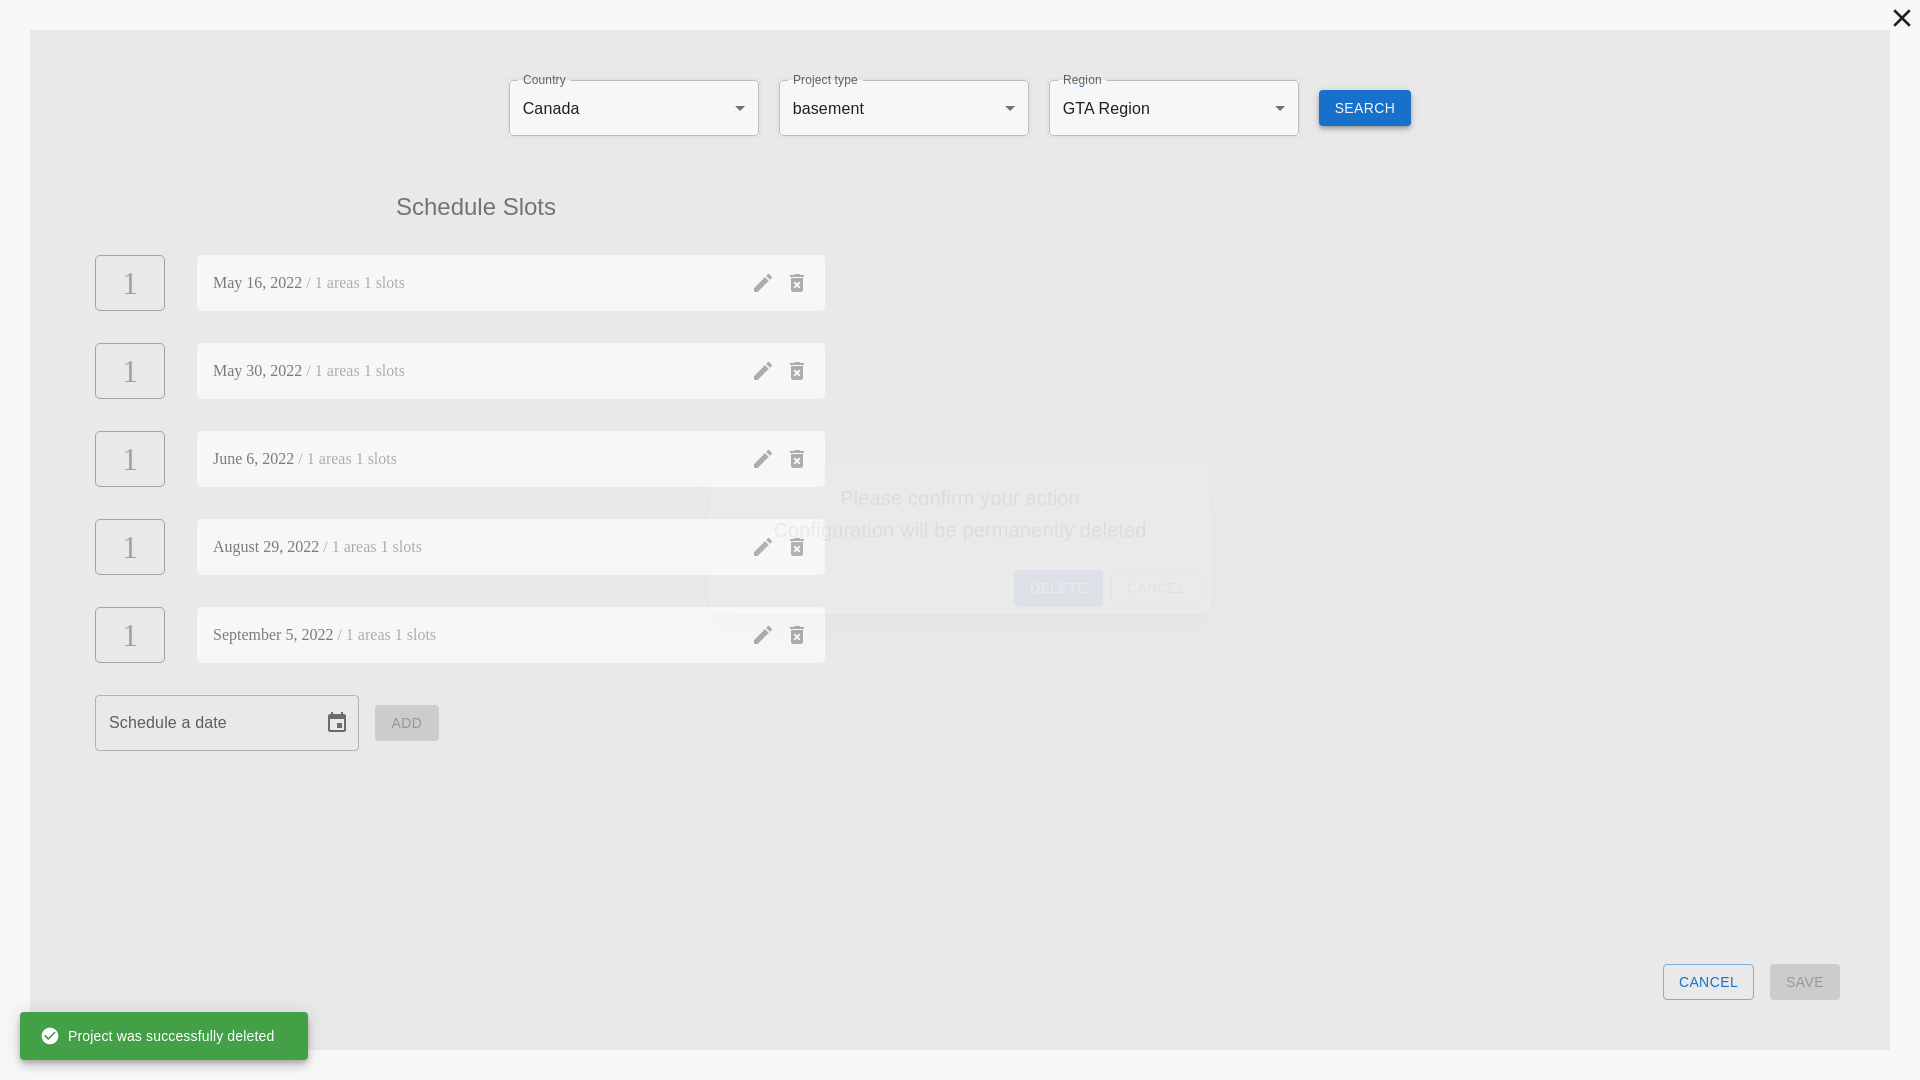 Country
Canada
Project type
basement
Region
GTA Region
SEARCH
Schedule Slots
1
May 16, 2022 / 1 areas 1 slots
1
May 30, 2022 / 1 areas 1 slots
1
June 6, 2022 / 1 areas 1 slots
Please confirm your action
Configuration will be permanently deleted
1
August 29, 2022 / 1 areas 1 slots
DELETE
CANCEL
1
September 5, 2022 / 1 areas 1 slots
Schedule a date
ADD
CANCEL
SAVE
Project was successfully deleted